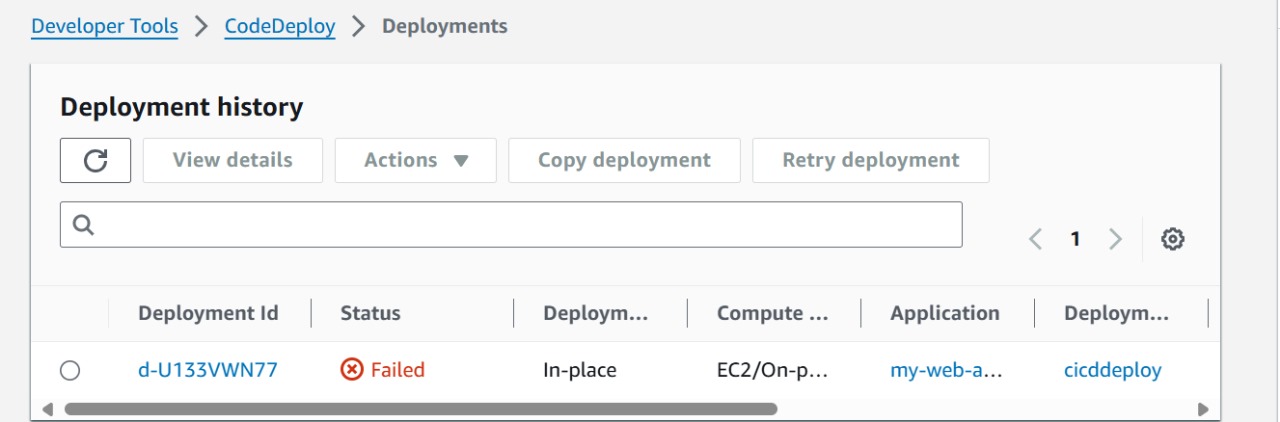 Developer Tools > CodeDeploy > Deployments
Deployment history
View details Actions Copy deployment Retry deployment
1
Deployment Id Status Deploym... Compute ... Application Deploym...
d-U133VWN77 Failed In-place EC2/On-p... my-web-a... cicddeploy